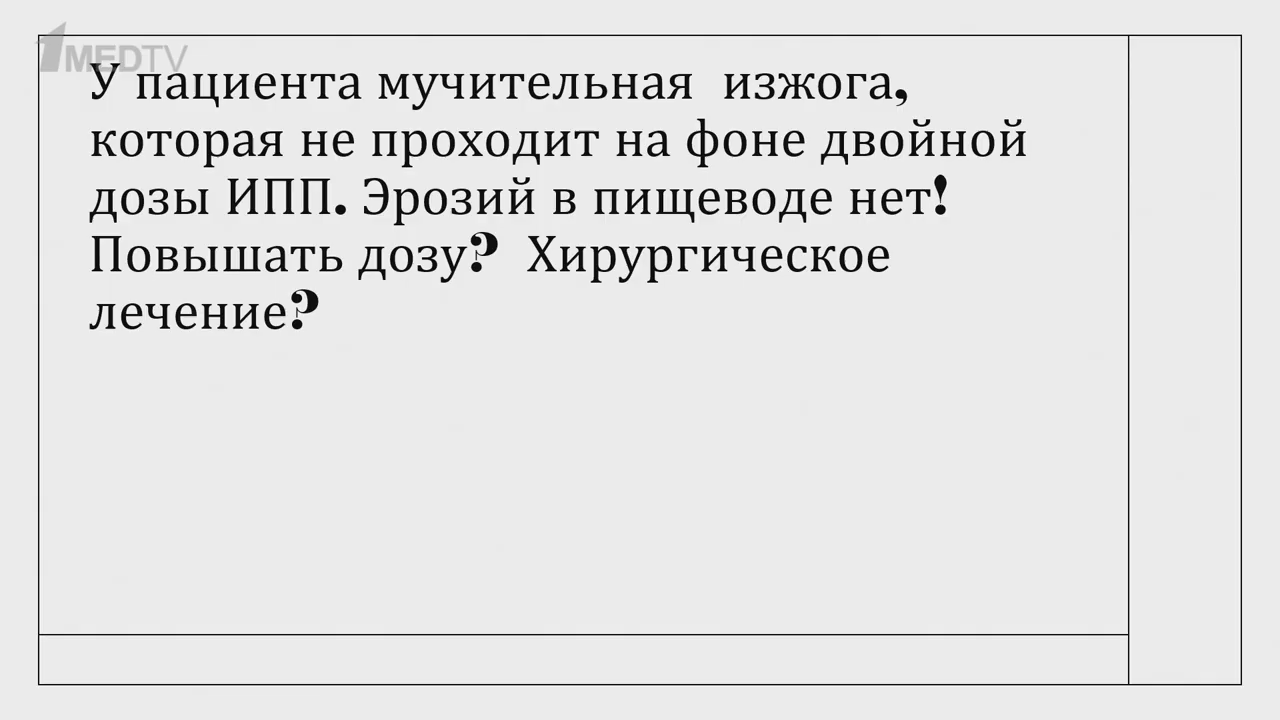 1MEDTV
У пациента мучительная изжога,
которая не проходит на фоне двойной
дозы ИПП. Эрозий в пищеводе нет!
Повышать дозу? Хирургическое
лечение?